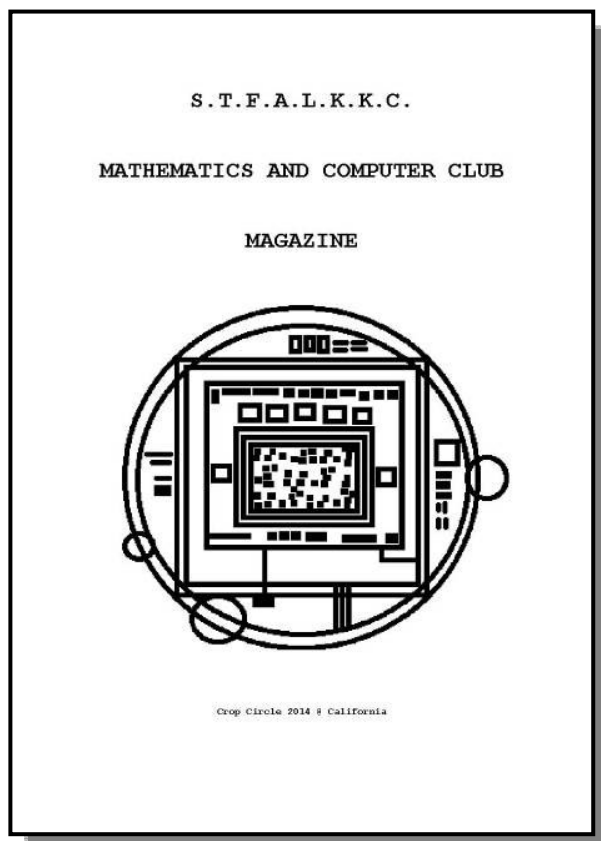 S.T.F.A.L.K.K.C.
MATHEMATICS AND COMPUTER CLUB
MAGAZINE
Crop Circle 2014 @ California